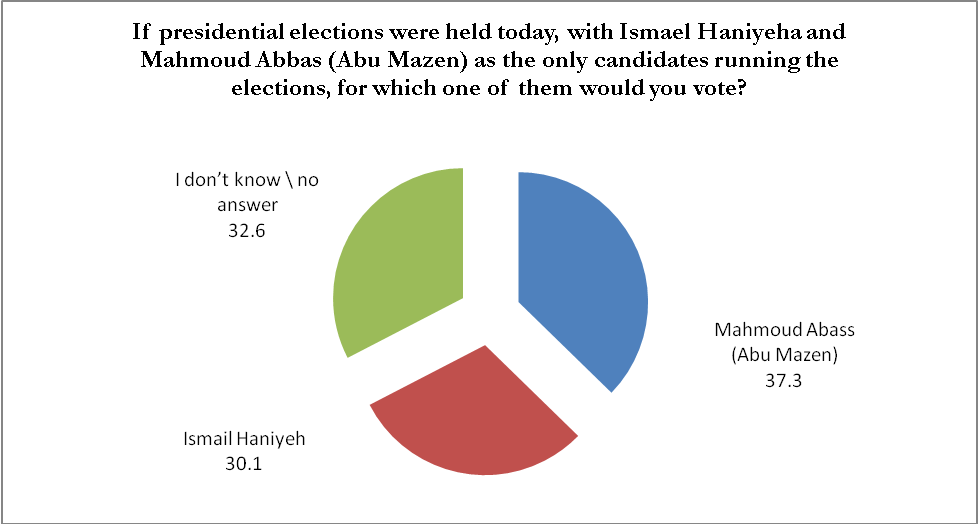 If presidential elections were held today, with Ismael Haniyeha and
Mahmoud Abbas (Abu Mazen) as the only candidates running the
elections, for which one of them would you vote?
I don't know \ no
answer
32.6
Mahmoud Abass
(Abu Mazen)
37.3
Ismail Haniyeh
30.1